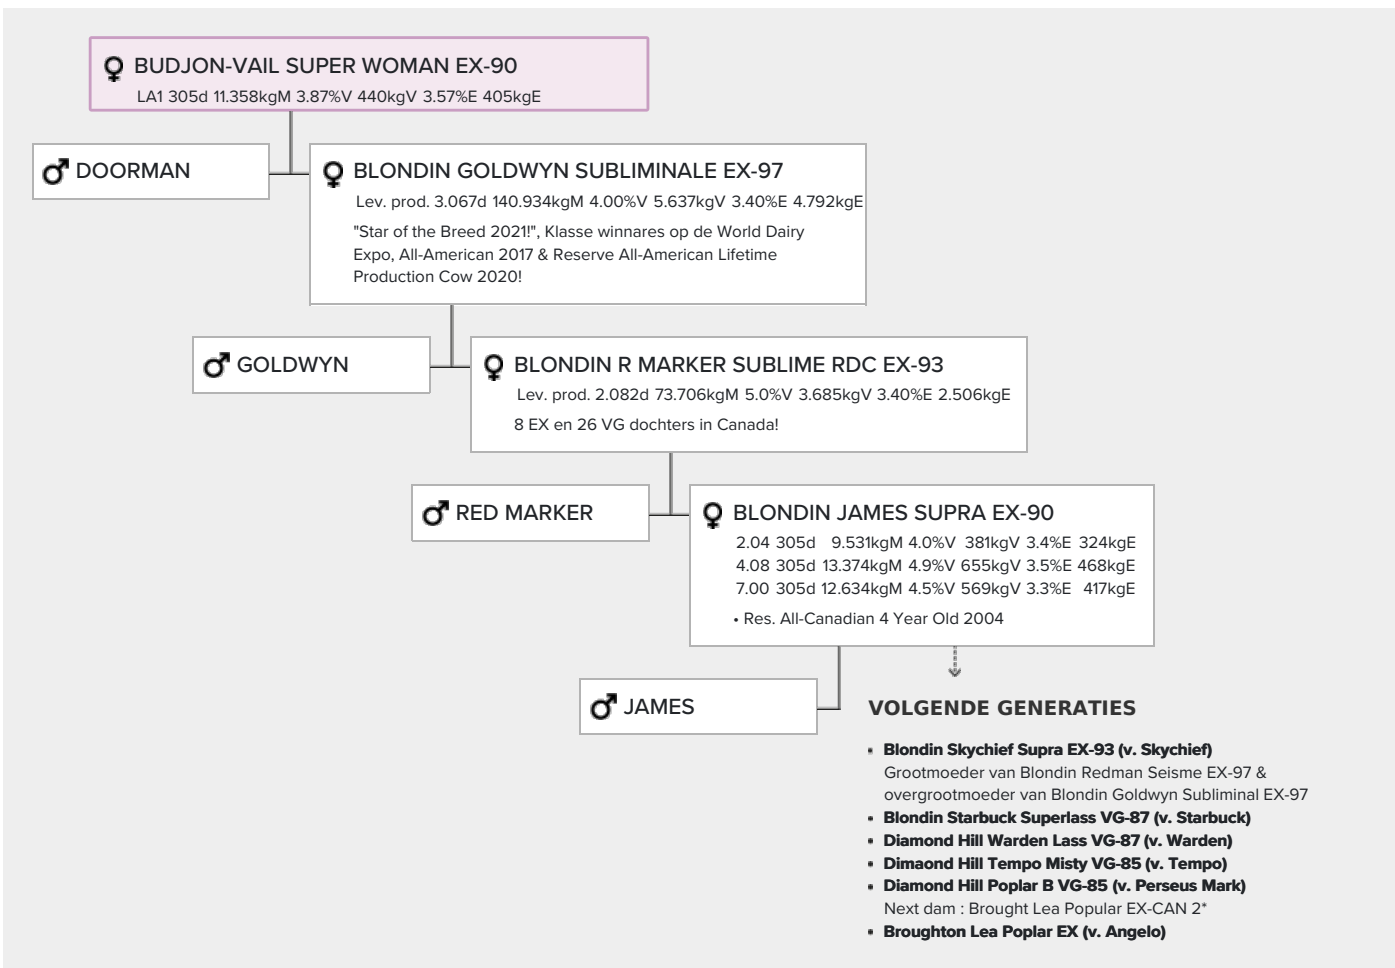 BUDJON-VAIL SUPER WOMAN EX-90
LA1 305d 11.358kgM 3.87%V 440kgV 3.57%E 405kgE
DOORMAN
BLONDIN GOLDWYN SUBLIMINALE EX-97
Lev. prod. 3.067d 140.934kgM 4.00%V 5.637kgV 3.40%E 4.792kgE
"Star of the Breed 2021!", Klasse winnares op de World Dairy
Expo, All-American 2017 & Reserve All-American Lifetime
Production Cow 2020!
GOLDWYN
BLONDIN R MARKER SUBLIME RDC EX-93
Lev. prod. 2.082d 73.706kgM 5.0%V 3.685kgV 3.40%E 2.506kgE
8 EX en 26 VG dochters in Canada!
RED MARKER
BLONDIN JAMES SUPRA EX-90
2.04 305d 9.531kgM 4.0%V 381kgV 3.4%E 324kgE
4.08 305d 13.374kgM 4.9%V 655kgV 3.5%E 468kgE
7.00 305d 12.634kgM 4.5%V 569kgV 3.3%E 417kgE
• Res. All-Canadian 4 Year Old 2004
JAMES
VOLGENDE GENERATIES
• Blondin Skychief Supra EX-93 (v. Skychief)
Grootmoeder van Blondin Redman Seisme EX-97 &
overgrootmoeder van Blondin Goldwyn Subliminal EX-97
• Blondin Starbuck Superlass VG-87 (v. Starbuck)
• Diamond Hill Warden Lass VG-87 (v. Warden)
• Dimaond Hill Tempo Misty VG-85 (v. Tempo)
• Diamond Hill Poplar B VG-85 (v. Perseus Mark)
Next dam : Brought Lea Popular EX-CAN 2*
• Broughton Lea Poplar EX (v. Angelo)